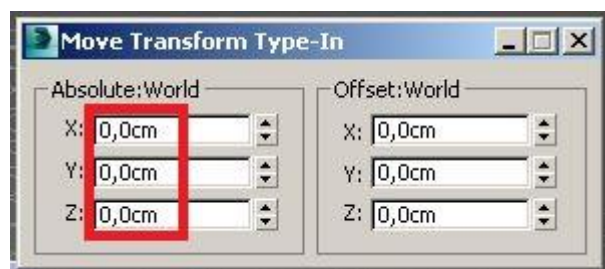 Move Transform Type-In
Absolute:World
Offset:World
X: 0,0cm
X: 0,0cm
Y: 0,0cm
Y: 0,0cm
Z: 0,0cm
Z: 0,0cm